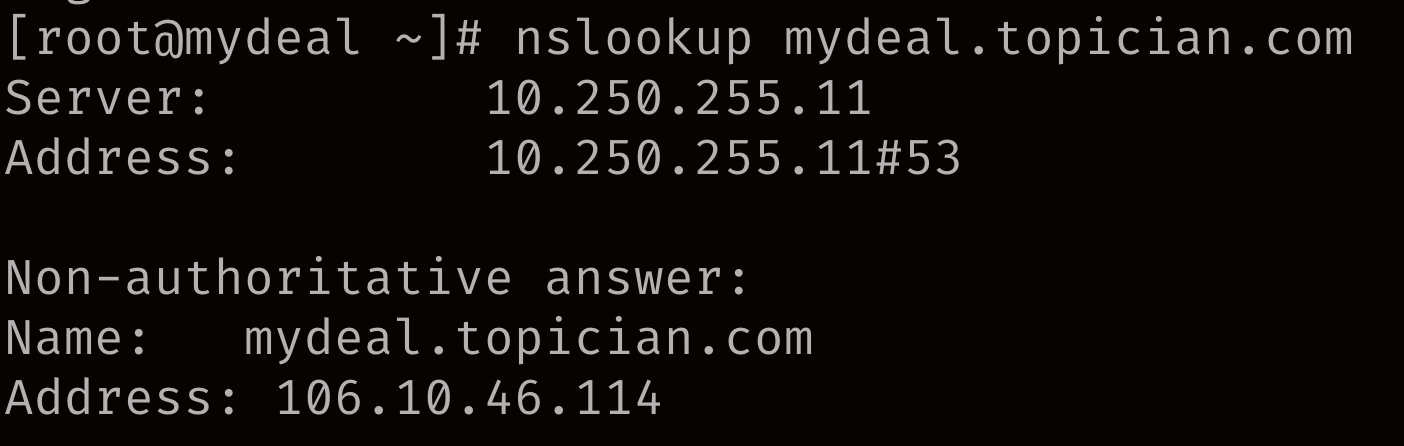 [root@mydeal ~]# nslookup mydeal.topician.com
Server:         10.250.255.11
Address:        10.250.255.11#53

Non-authoritative answer:
Name:   mydeal.topician.com
Address: 106.10.46.114